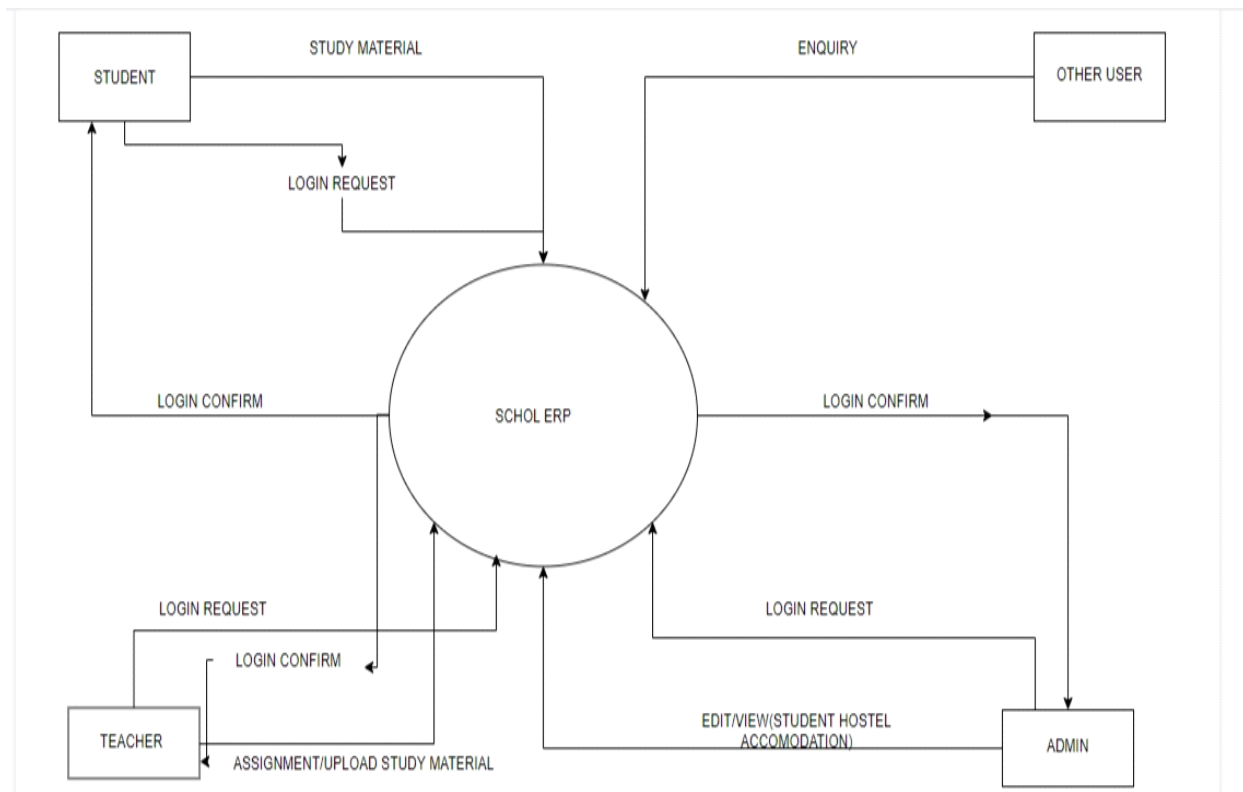 STUDY MATERIAL
ENQUIRY
STUDENT
OTHER USER
LOGIN REQUEST
LOGIN CONFIRM
SCHOL ERP
LOGIN CONFIRM
LOGIN REQUEST
LOGIN REQUEST
LOGIN CONFIRM
TEACHER
EDIT/VIEW(STUDENT HOSTEL
ACCOMODATION)
ADMIN
ASSIGNMENT/UPLOAD STUDY MATERIAL